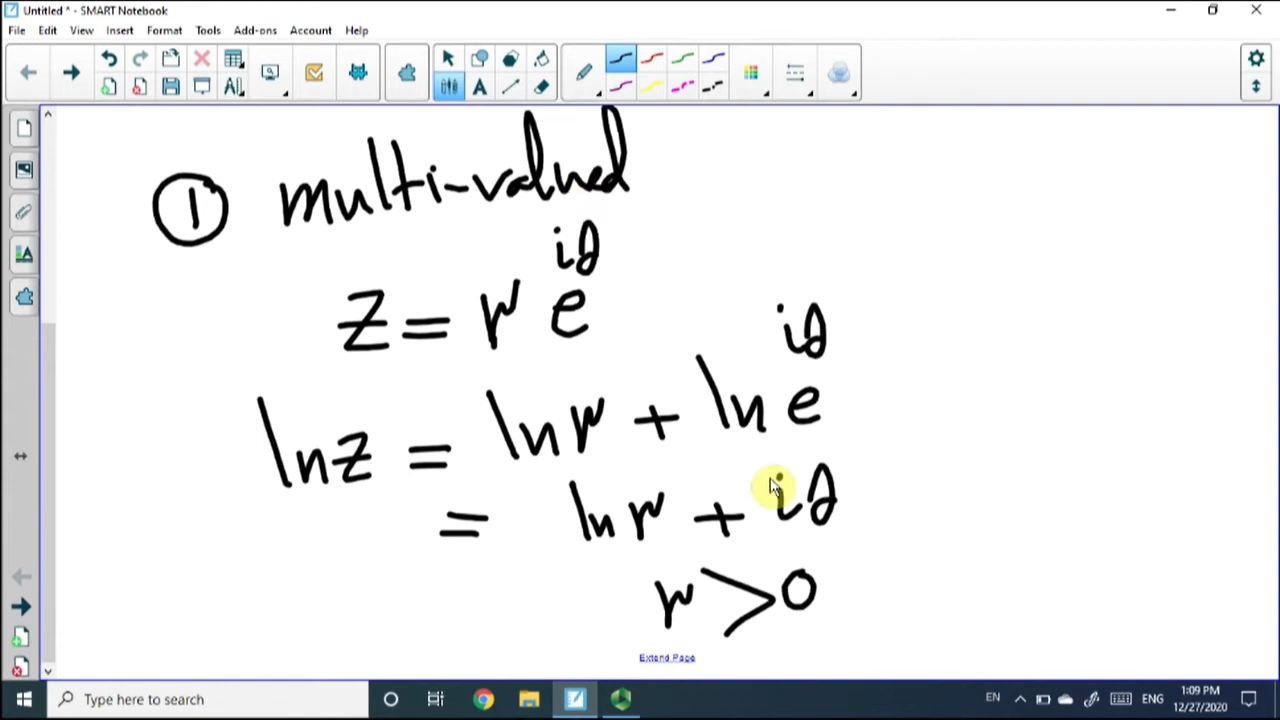 Untitled * - SMART Notebook
File Edit View Insert Format Tools Add-ons Account Help
① multi-valued
z = r e^{iθ}
ln z = ln r + ln e^{iθ}
= ln r + iθ
r > 0
Extend Page
Type here to search
EN
ENG
1:09 PM
12/27/2020